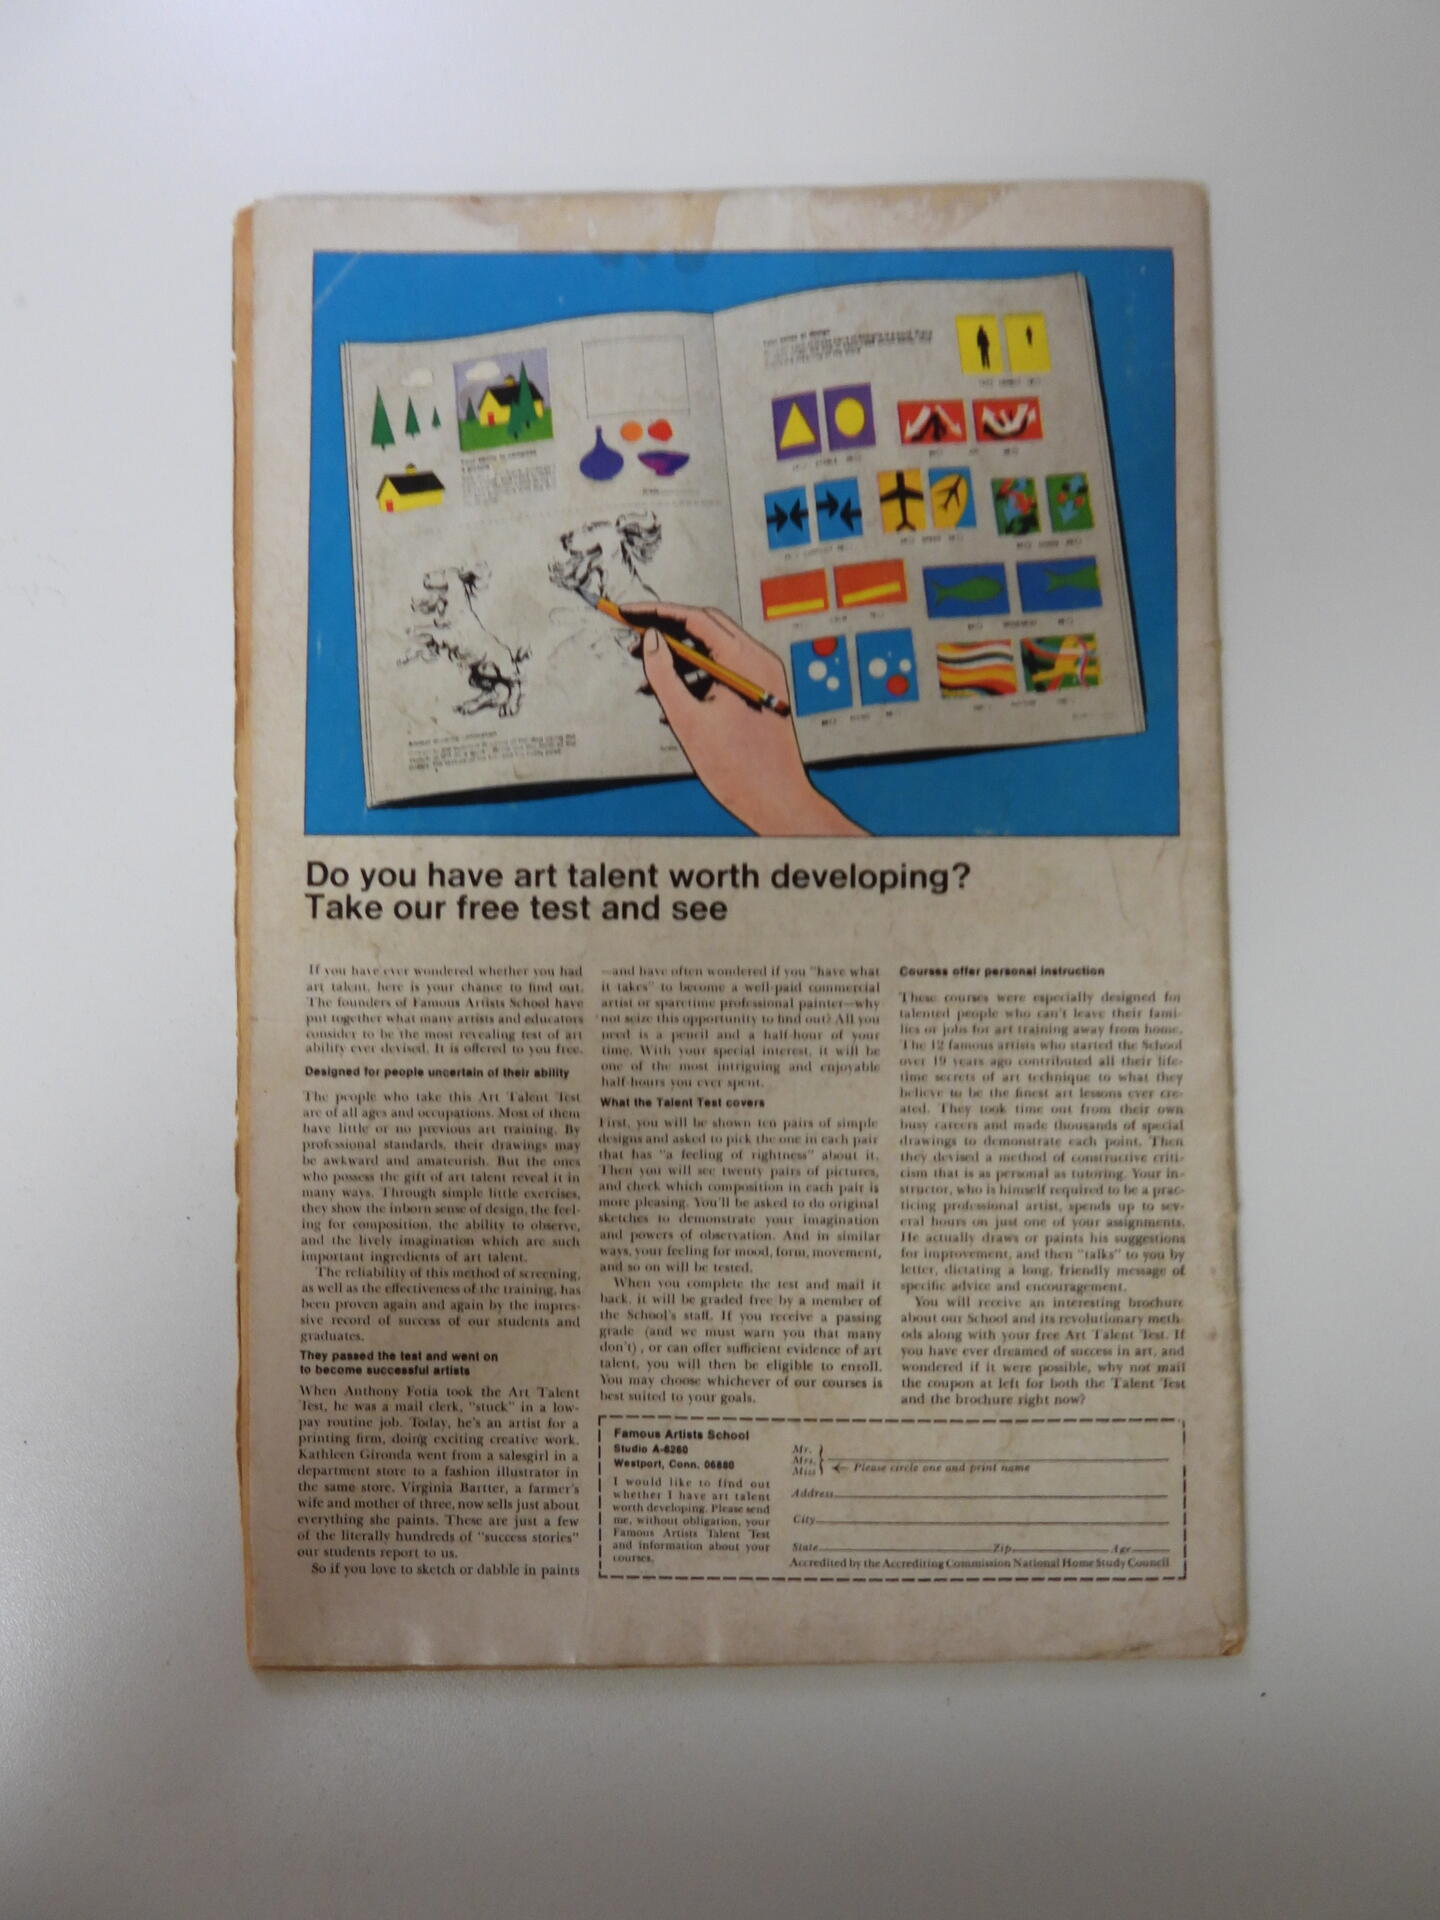 Do you have art talent worth developing?
Take our free test and see
If you have ever wondered whether you had
art talent, here is your chance to find out.
The founders of Famous Artists School have
put together what many artists and educators
consider to be the most revealing test of art
ability ever devised. It is offered to you free.
Designed for people uncertain of their ability
The people who take this Art Talent Test
are of all ages and occupations. Most of them
have little or no previous art training. By
professional standards, their drawings may
be awkward and amateurish. But the ones
who possess the gift of art talent reveal it in
many ways. Through simple little exercises,
they show the inborn sense of design, the feel-
ing for composition, the ability to observe,
and the lively imagination which are such
important ingredients of art talent.
The reliability of this method of screening,
as well as the effectiveness of the training, has
been proven again and again by the impres-
sive record of success of our students and
graduates.
They passed the test and went on
to become successful artists
When Anthony Fotia took the Art Talent
Test, he was a mail clerk, "stuck" in a low-
pay routine job. Today, he's an artist for a
printing firm, doing exciting creative work.
Kathleen Gironda went from a salesgirl in a
department store to a fashion illustrator in
the same store. Virginia Bartter, a farmer's
wife and mother of three, now sells just about
everything she paints. These are just a few
of the literally hundreds of "success stories"
our students report to us.
So if you love to sketch or dabble in paints
—and have often wondered if you "have what
it takes" to become a well-paid commercial
artist or sparetime professional painter—why
not seize this opportunity to find out? All you
need is a pencil and a half-hour of your
time. With your special interest, it will be
one of the most intriguing and enjoyable
half-hours you ever spent.
What the Talent Test covers
First, you will be shown ten pairs of simple
designs and asked to pick the one in each pair
that has "a feeling of rightness" about it.
Then you will see twenty pairs of pictures,
and check which composition in each pair is
more pleasing. You'll be asked to do original
sketches to demonstrate your imagination
and powers of observation. And in similar
ways, your feeling for mood, form, movement,
and so on will be tested.
When you complete the test and mail it
back, it will be graded free by a member of
the School's staff. If you receive a passing
grade (and we must warn you that many
don't), or can offer sufficient evidence of art
talent, you will then be eligible to enroll.
You may choose whichever of our courses is
best suited to your goals.
Courses offer personal instruction
These courses were especially designed for
talented people who can't leave their fami-
lies or jobs for art training away from home.
The 12 famous artists who started the School
over 19 years ago contributed all their life-
time secrets of art technique to what they
believe to be the finest art lessons ever cre-
ated. They took time out from their own
busy careers and made thousands of special
drawings to demonstrate each point. Then
they devised a method of constructive criti-
cism that is as personal as tutoring. Your in-
structor, who is himself required to be a prac-
ticing professional artist, spends up to sev-
eral hours on just one of your assignments.
He actually draws or paints his suggestions
for improvement, and then "talks" to you by
letter, dictating a long, friendly message of
specific advice and encouragement.
You will receive an interesting brochure
about our School and its revolutionary meth-
ods along with your free Art Talent Test. If
you have ever dreamed of success in art, and
wondered if it were possible, why not mail
the coupon at left for both the Talent Test
and the brochure right now?
Famous Artists School
Studio A-6260
Westport, Conn. 06880
I would like to find out
whether I have art talent
worth developing. Please send
me, without obligation, your
Famous Artists Talent Test
and information about your
courses.
Mr.
Mrs.
Miss
Please circle one and print name
Address
City
State Zip Age
Accredited by the Accrediting Commission National Home Study Council